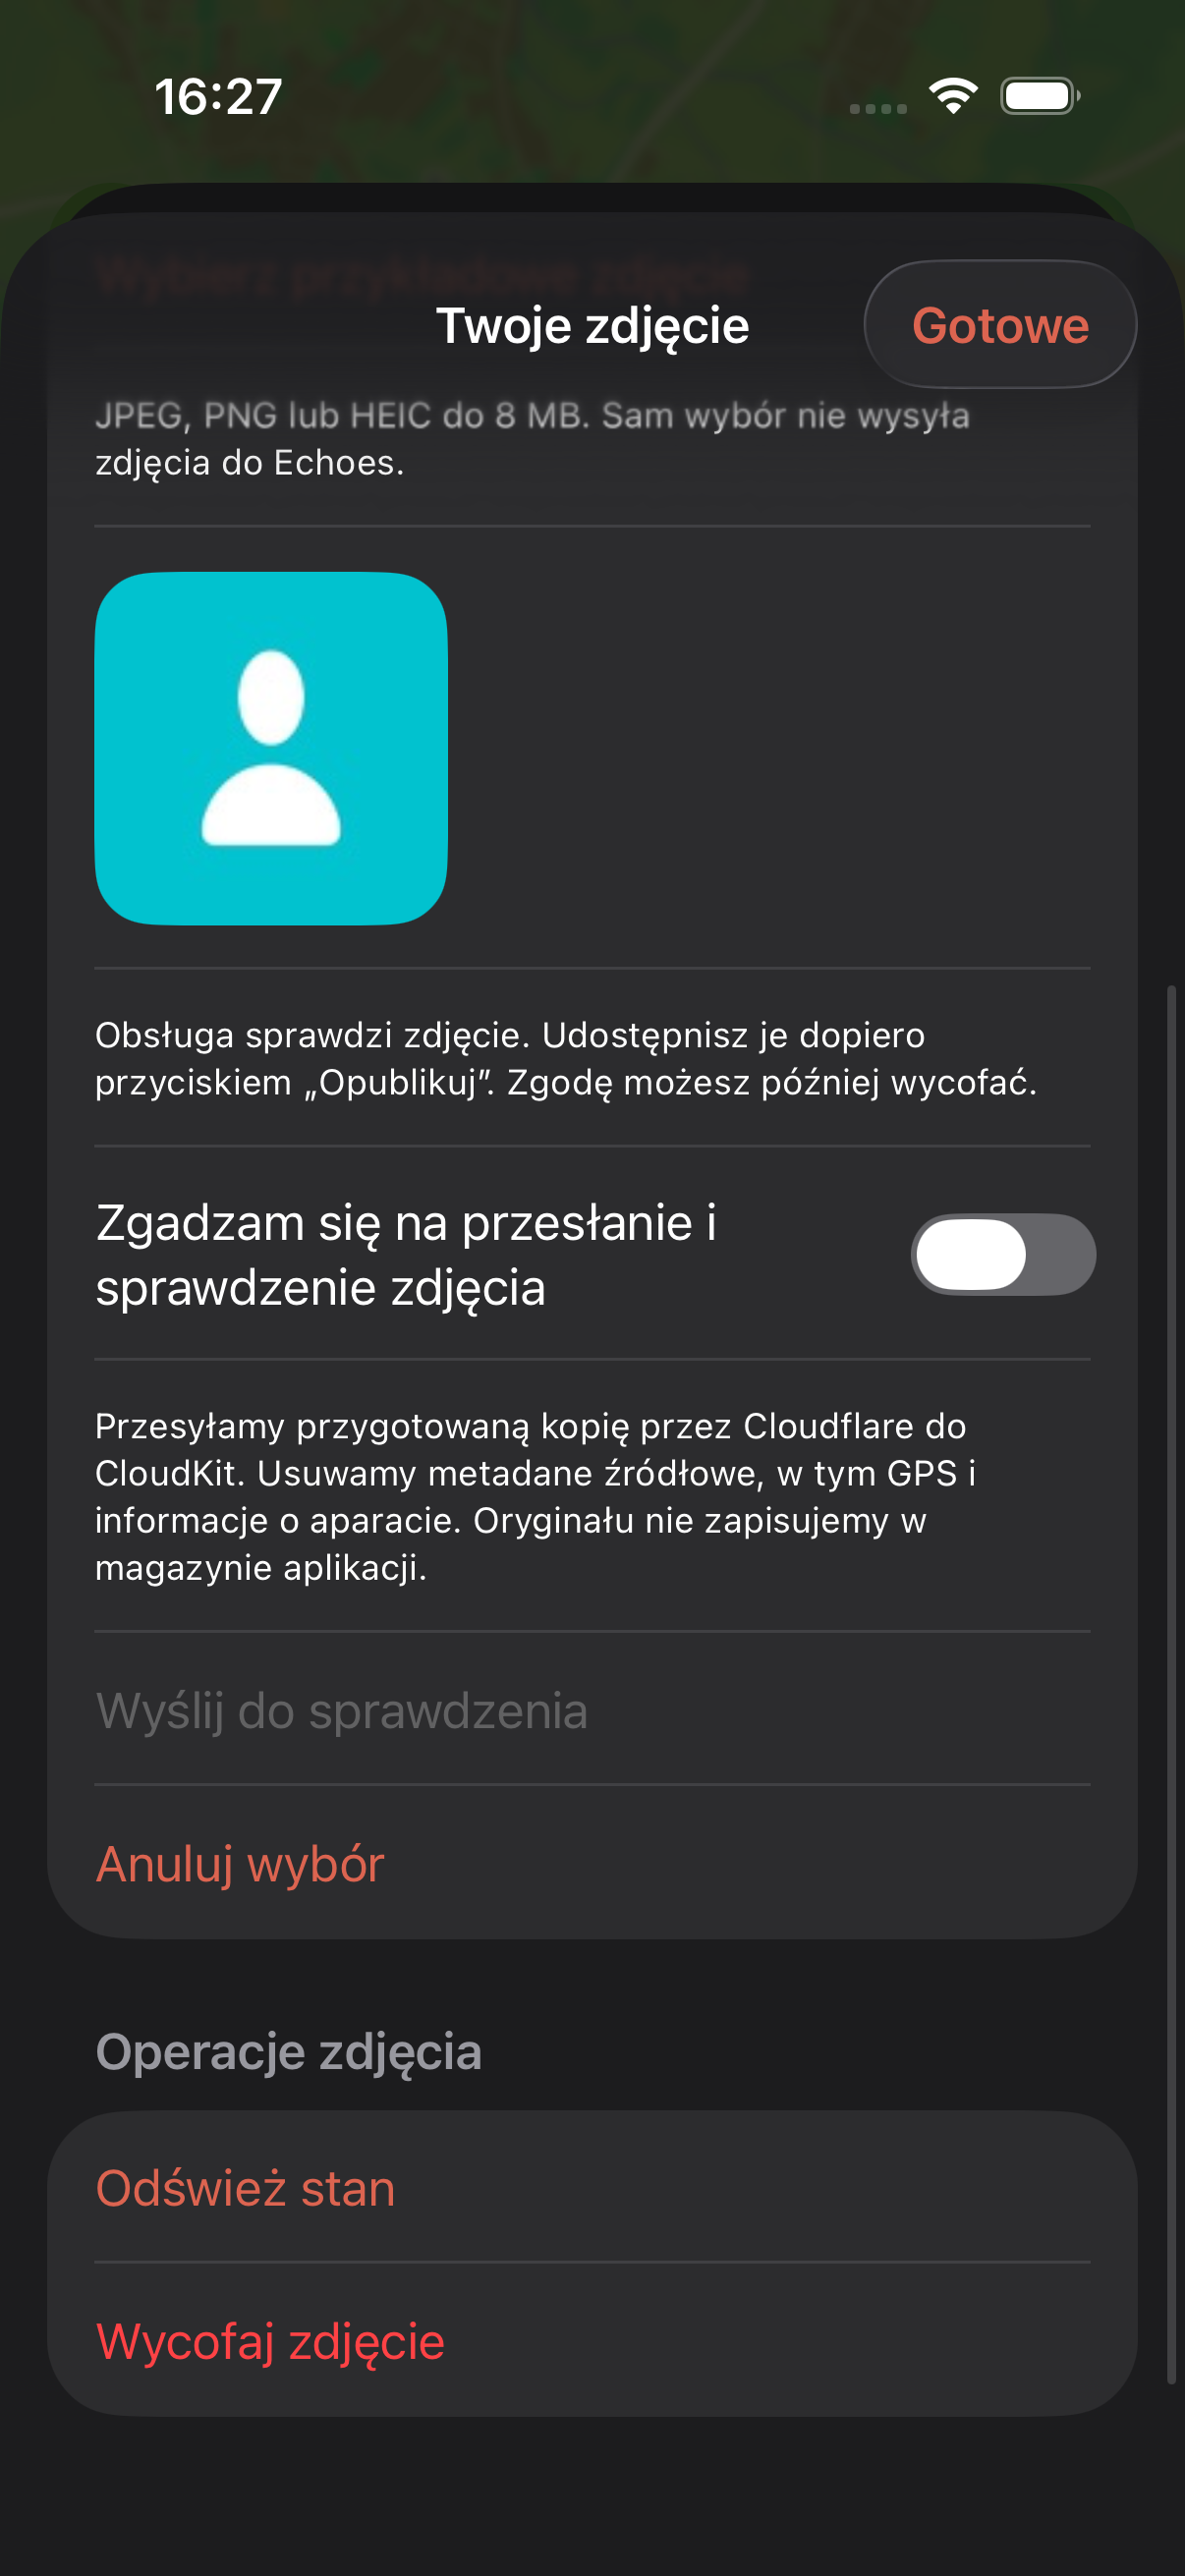 16:27
Wybierz przykładowe zdjęcie
Twoje zdjęcie
Gotowe
JPEG, PNG lub HEIC do 8 MB. Sam wybór nie wysyła
zdjęcia do Echoes.
Obsługa sprawdzi zdjęcie. Udostępnisz je dopiero
przyciskiem „Opublikuj”. Zgodę możesz później wycofać.
Zgadzam się na przesłanie i
sprawdzenie zdjęcia
Przesyłamy przygotowaną kopię przez Cloudflare do
CloudKit. Usuwamy metadane źródłowe, w tym GPS i
informacje o aparacie. Oryginału nie zapisujemy w
magazynie aplikacji.
Wyślij do sprawdzenia
Anuluj wybór
Operacje zdjęcia
Odśwież stan
Wycofaj zdjęcie